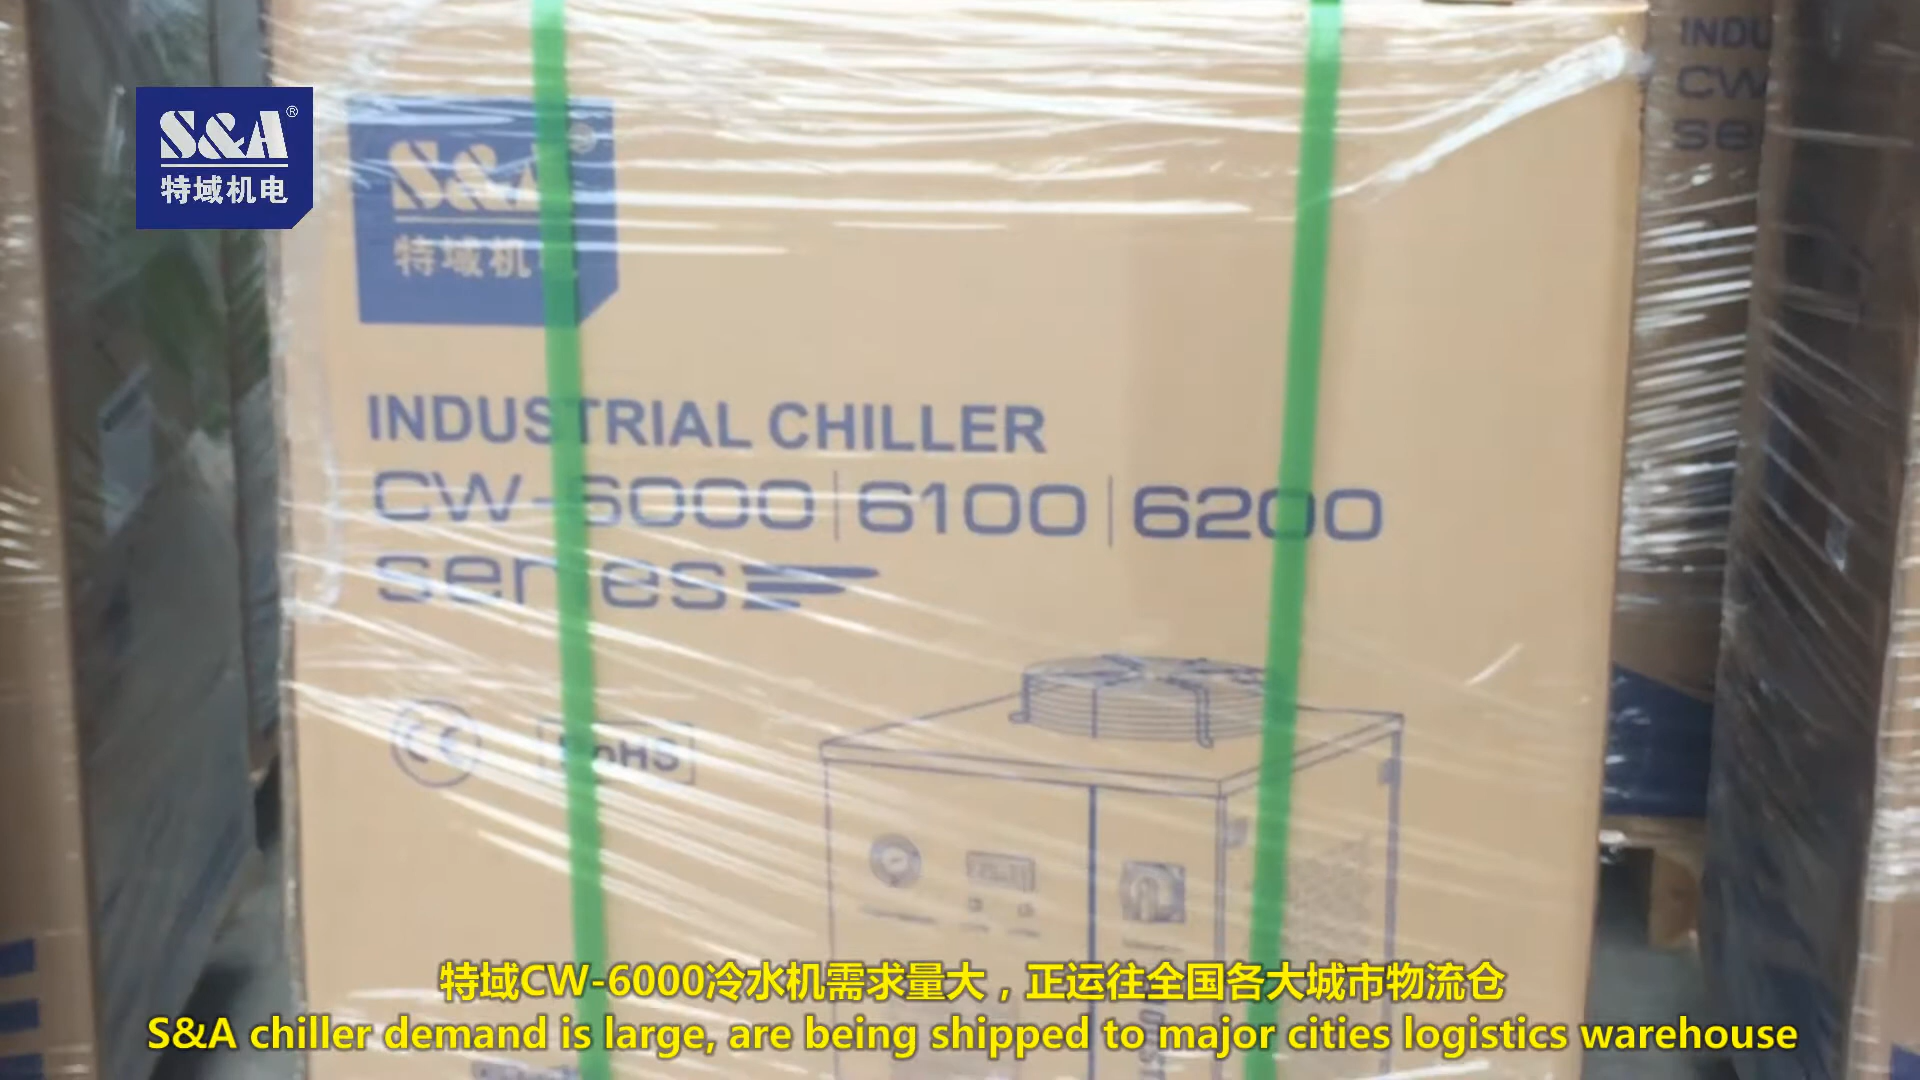 S&A®
特域机电
S&A
特域机
INDUSTRIAL CHILLER
CW-6000|6100|6200
series
CE
RoHS
INDU
CW
se
特域CW-6000冷水机需求量大，正运往全国各大城市物流仓
S&A chiller demand is large, are being shipped to major cities logistics warehouse